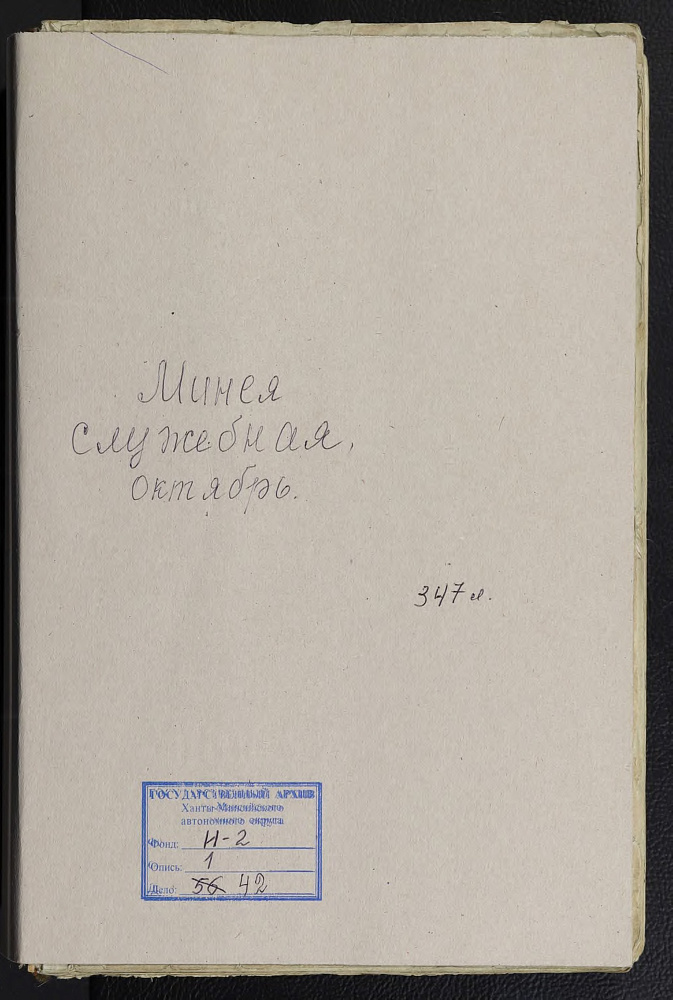 Минея
служебная,
октябрь.
347 л.
ГОСУДАРСТВЕННЫЙ АРХИВ
Ханты-Мансийского
автономного округа
Фонд: И-2
Опись: 1
Дело: 56 42